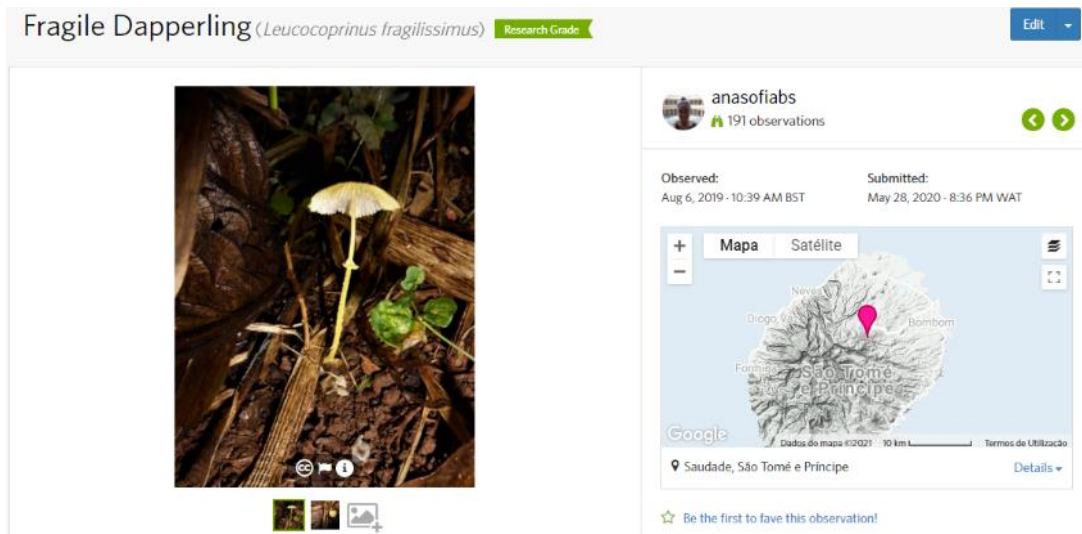 Fragile Dapperling (Leucocoprinus fragilissimus) Research Grade
Edit
anasofiabs
191 observations
Observed:
Aug 6, 2019 · 10:39 AM BST
Submitted:
May 28, 2020 · 8:36 PM WAT
+
−
Mapa Satélite
Neves
Diogo Vaz
Bombom
São Tomé
e Príncipe
Google
Dados do mapa ©2021 10 km Termos de Utilização
Saudade, São Tomé e Príncipe
Details
Be the first to fave this observation!
cc i